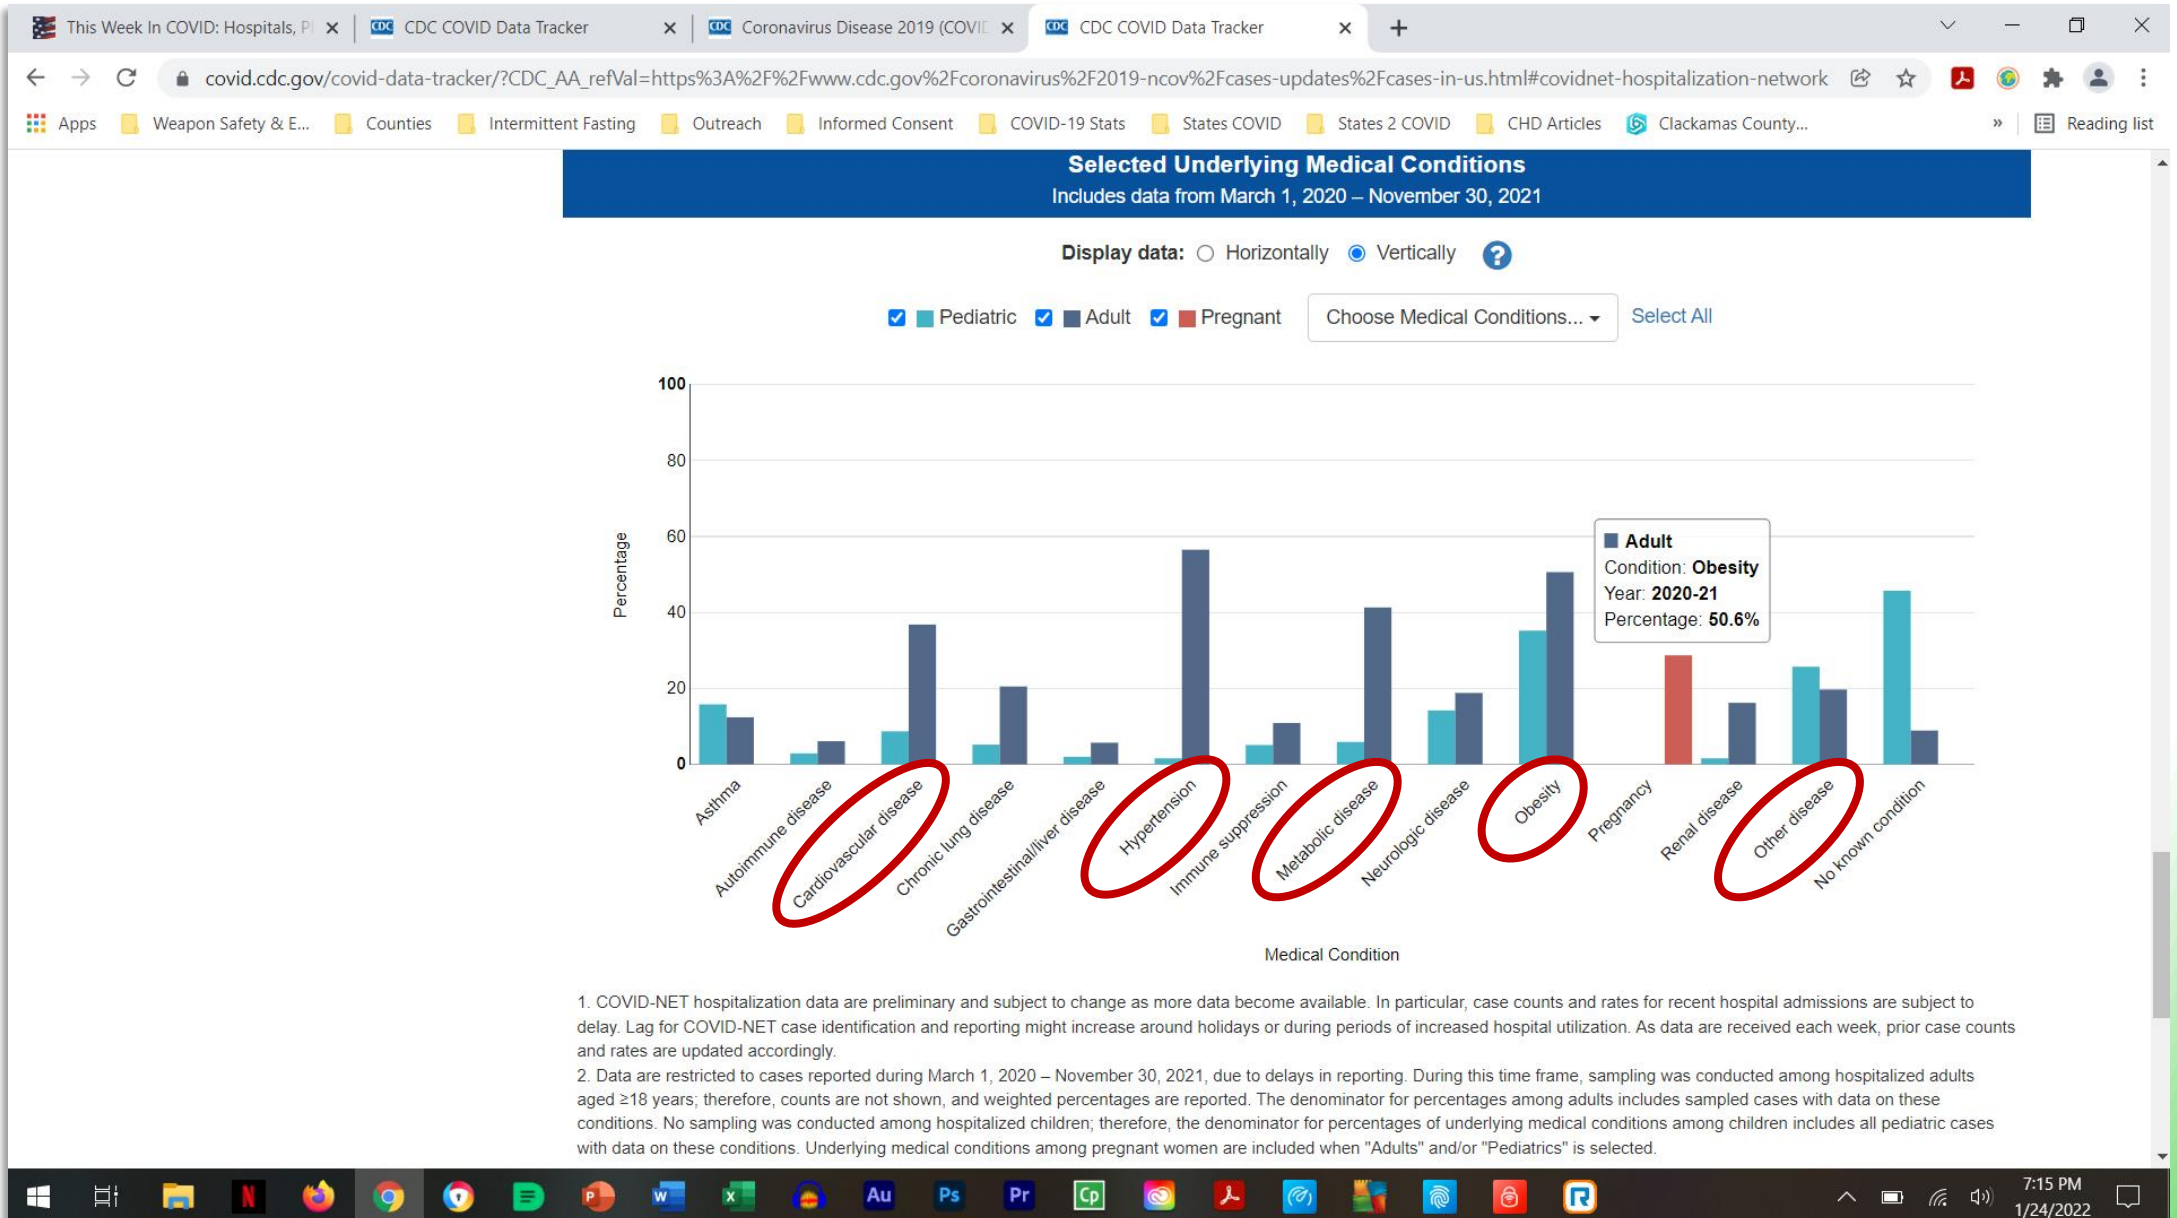 This Week In COVID: Hospitals, P
CDC COVID Data Tracker
Coronavirus Disease 2019 (COVI
CDC COVID Data Tracker
covid.cdc.gov/covid-data-tracker/?CDC_AA_refVal=https%3A%2F%2Fwww.cdc.gov%2Fcoronavirus%2F2019-ncov%2Fcases-updates%2Fcases-in-us.html#covidnet-hospitalization-network
Apps Weapon Safety & E... Counties Intermittent Fasting Outreach Informed Consent COVID-19 Stats States COVID States 2 COVID CHD Articles Clackamas County... » Reading list
Selected Underlying Medical Conditions
Includes data from March 1, 2020 – November 30, 2021
Display data: Horizontally Vertically ?
Pediatric Adult Pregnant Choose Medical Conditions... Select All
100
80
60
40
20
0
Percentage
Adult
Condition: Obesity
Year: 2020-21
Percentage: 50.6%
Asthma
Autoimmune disease
Cardiovascular disease
Chronic lung disease
Gastrointestinal/liver disease
Hypertension
Immune suppression
Metabolic disease
Neurologic disease
Obesity
Pregnancy
Renal disease
Other disease
No known condition
Medical Condition
1. COVID-NET hospitalization data are preliminary and subject to change as more data become available. In particular, case counts and rates for recent hospital admissions are subject to
delay. Lag for COVID-NET case identification and reporting might increase around holidays or during periods of increased hospital utilization. As data are received each week, prior case counts
and rates are updated accordingly.
2. Data are restricted to cases reported during March 1, 2020 – November 30, 2021, due to delays in reporting. During this time frame, sampling was conducted among hospitalized adults
aged ≥18 years; therefore, counts are not shown, and weighted percentages are reported. The denominator for percentages among adults includes sampled cases with data on these
conditions. No sampling was conducted among hospitalized children; therefore, the denominator for percentages of underlying medical conditions among children includes all pediatric cases
with data on these conditions. Underlying medical conditions among pregnant women are included when "Adults" and/or "Pediatrics" is selected.
Au Ps Pr Cp
7:15 PM
1/24/2022